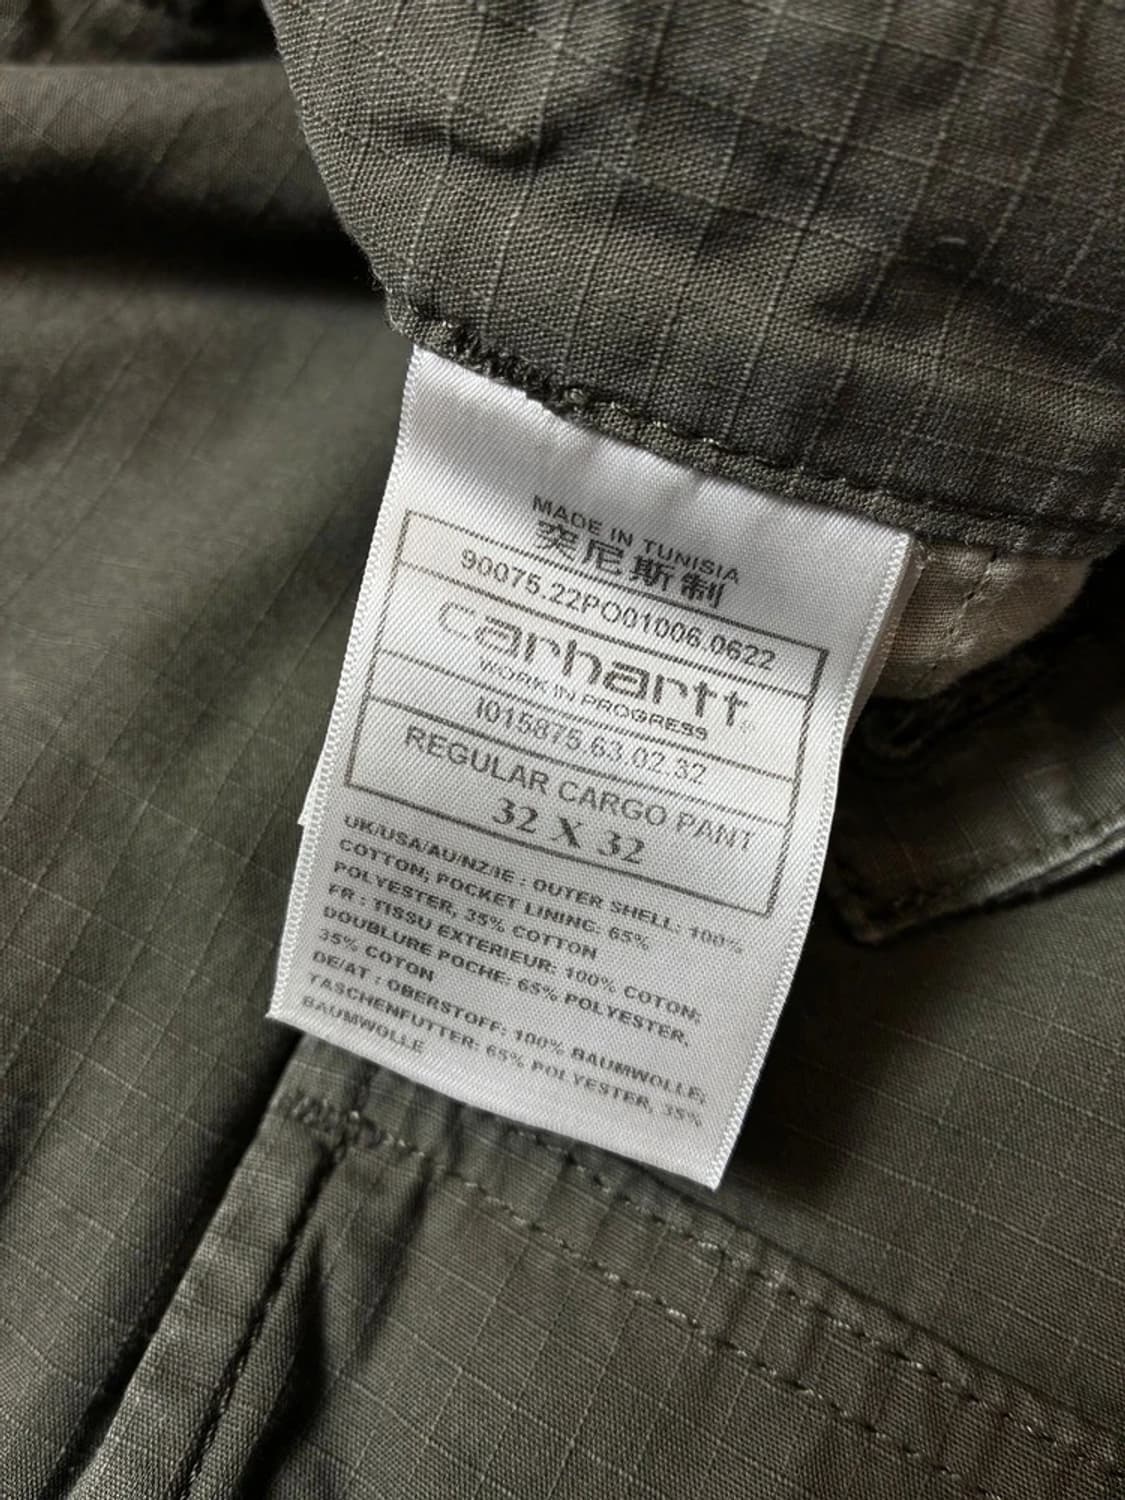 MADE IN TUNISIA
突尼斯制
90075.22PO01006.0622
carhartt
WORK IN PROGRESS
I015875.63.02.32
REGULAR CARGO PANT
32 X 32
UK/USA/AU/NZ/IE : OUTER SHELL: 100%
COTTON; POCKET LINING: 65%
POLYESTER, 35% COTTON
FR : TISSU EXTERIEUR: 100% COTON;
DOUBLURE POCHE: 65% POLYESTER,
35% COTON
DE/AT : OBERSTOFF: 100% BAUMWOLLE;
TASCHENFUTTER: 65% POLYESTER, 35%
BAUMWOLLE